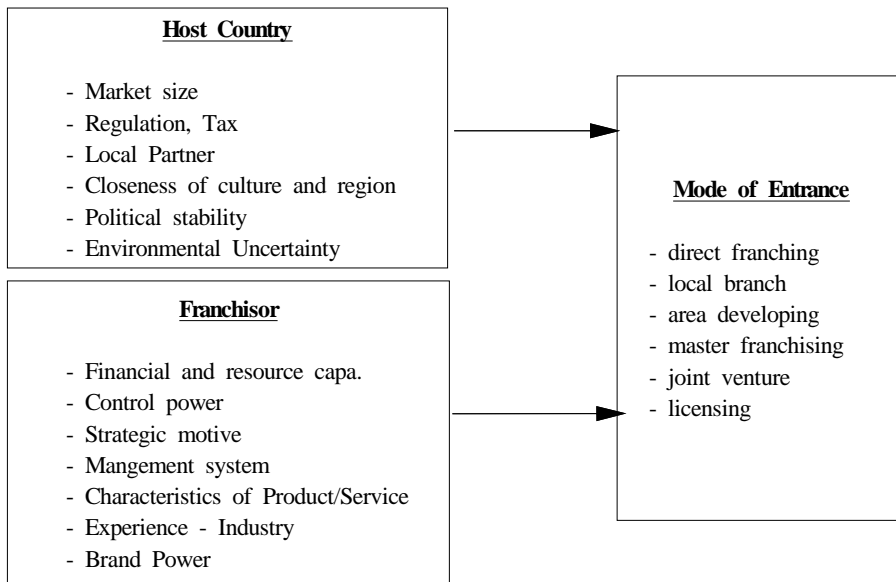 Host Country
- Market size
- Regulation, Tax
- Local Partner
- Closeness of culture and region
- Political stability
- Environmental Uncertainty
Franchisor
- Financial and resource capa.
- Control power
- Strategic motive
- Mangement system
- Characteristics of Product/Service
- Experience - Industry
- Brand Power
Mode of Entrance
- direct franching
- local branch
- area developing
- master franchising
- joint venture
- licensing